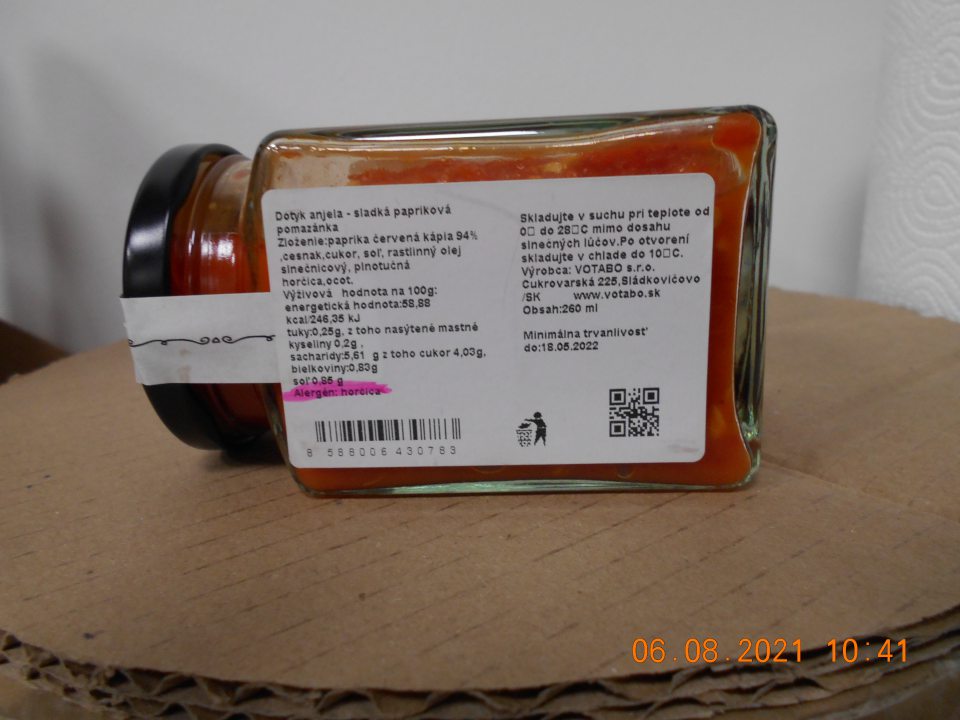 Dotyk anjela - sladká papriková
pomazánka
Zloženie:paprika červená kápia 94%
,cesnak,cukor, soľ, rastlinný olej
slnečnicový, plnotučná
horčica,ocot.
Výživová hodnota na 100g:
energetická hodnota:58,88
kcal:246,35 kJ
tuky:0,25g, z toho nasýtené mastné
kyseliny 0,2g ,
sacharidy:5,61 g z toho cukor 4,03g,
bielkoviny:0,83g
soľ 0,85 g
Alergén: horčica
8 588006 430783
Skladujte v suchu pri teplote od
0□ do 28□C mimo dosahu
slnečných lúčov.Po otvorení
skladujte v chlade do 10□C.
Výrobca: VOTABO s.r.o.
Cukrovarská 225,Sládkovičovo
/SK www.votabo.sk
Obsah:260 ml
Minimálna trvanlivosť
do:18.05.2022
06.08.2021 10:41